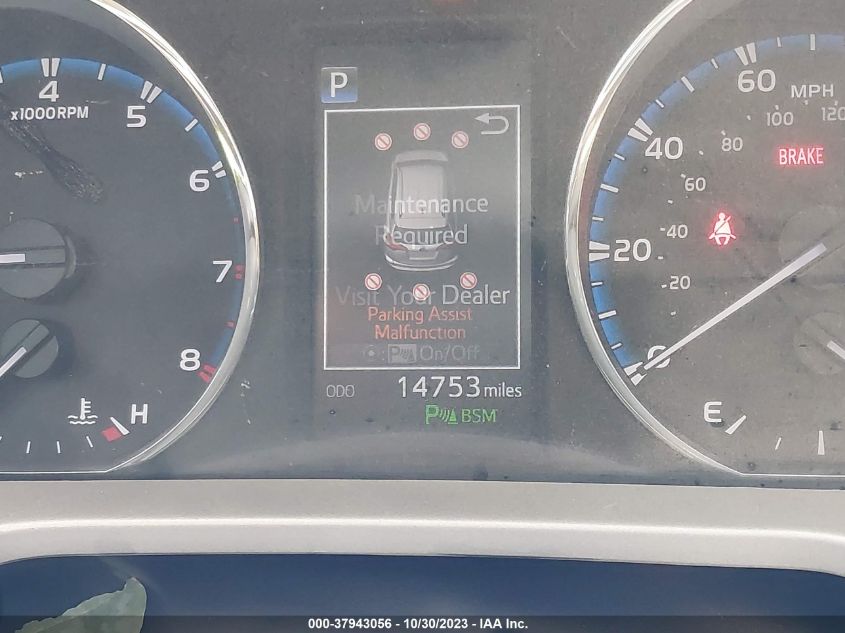 4
x1000RPM
5
6
7
8
H
P
Maintenance
Required
Visit Your Dealer
Parking Assist
Malfunction
P On/Off
ODO 14753 miles
P BSM
60
MPH
100
120
80
40
BRAKE
60
40
20
20
0
E
000-37943056 - 10/30/2023 - © IAA Inc.